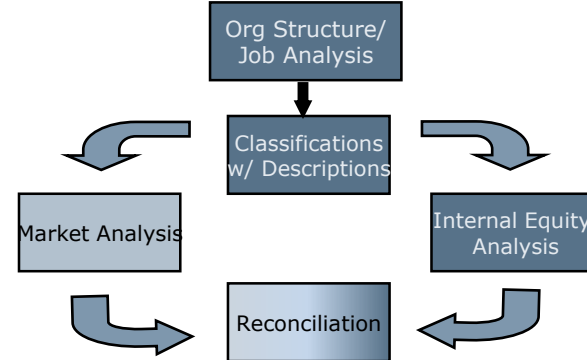 Org Structure/
Job Analysis
Classifications
w/ Descriptions
Market Analysis
Internal Equity
Analysis
Reconciliation